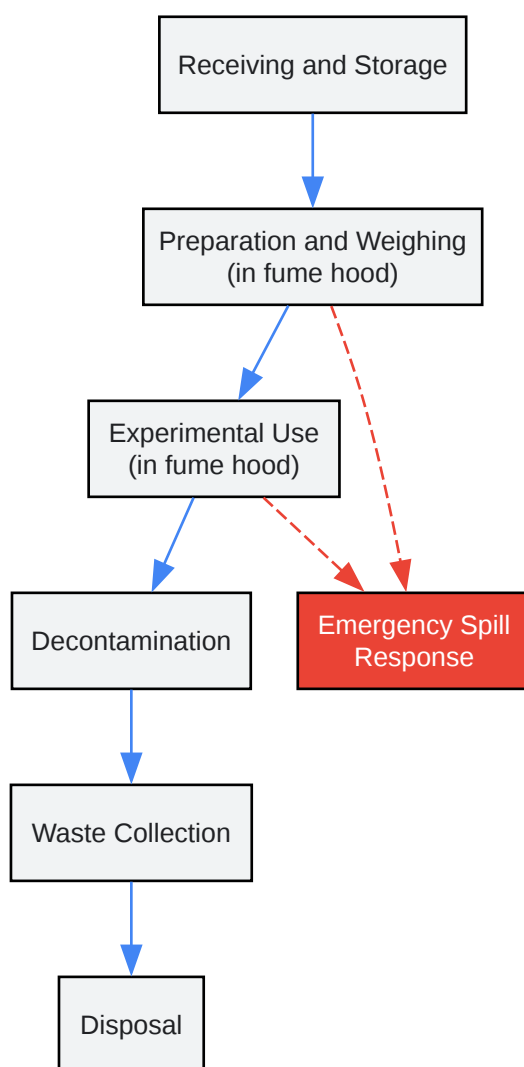 Receiving and Storage
Preparation and Weighing
(in fume hood)
Experimental Use
(in fume hood)
Decontamination
Emergency Spill
Response
Waste Collection
Disposal